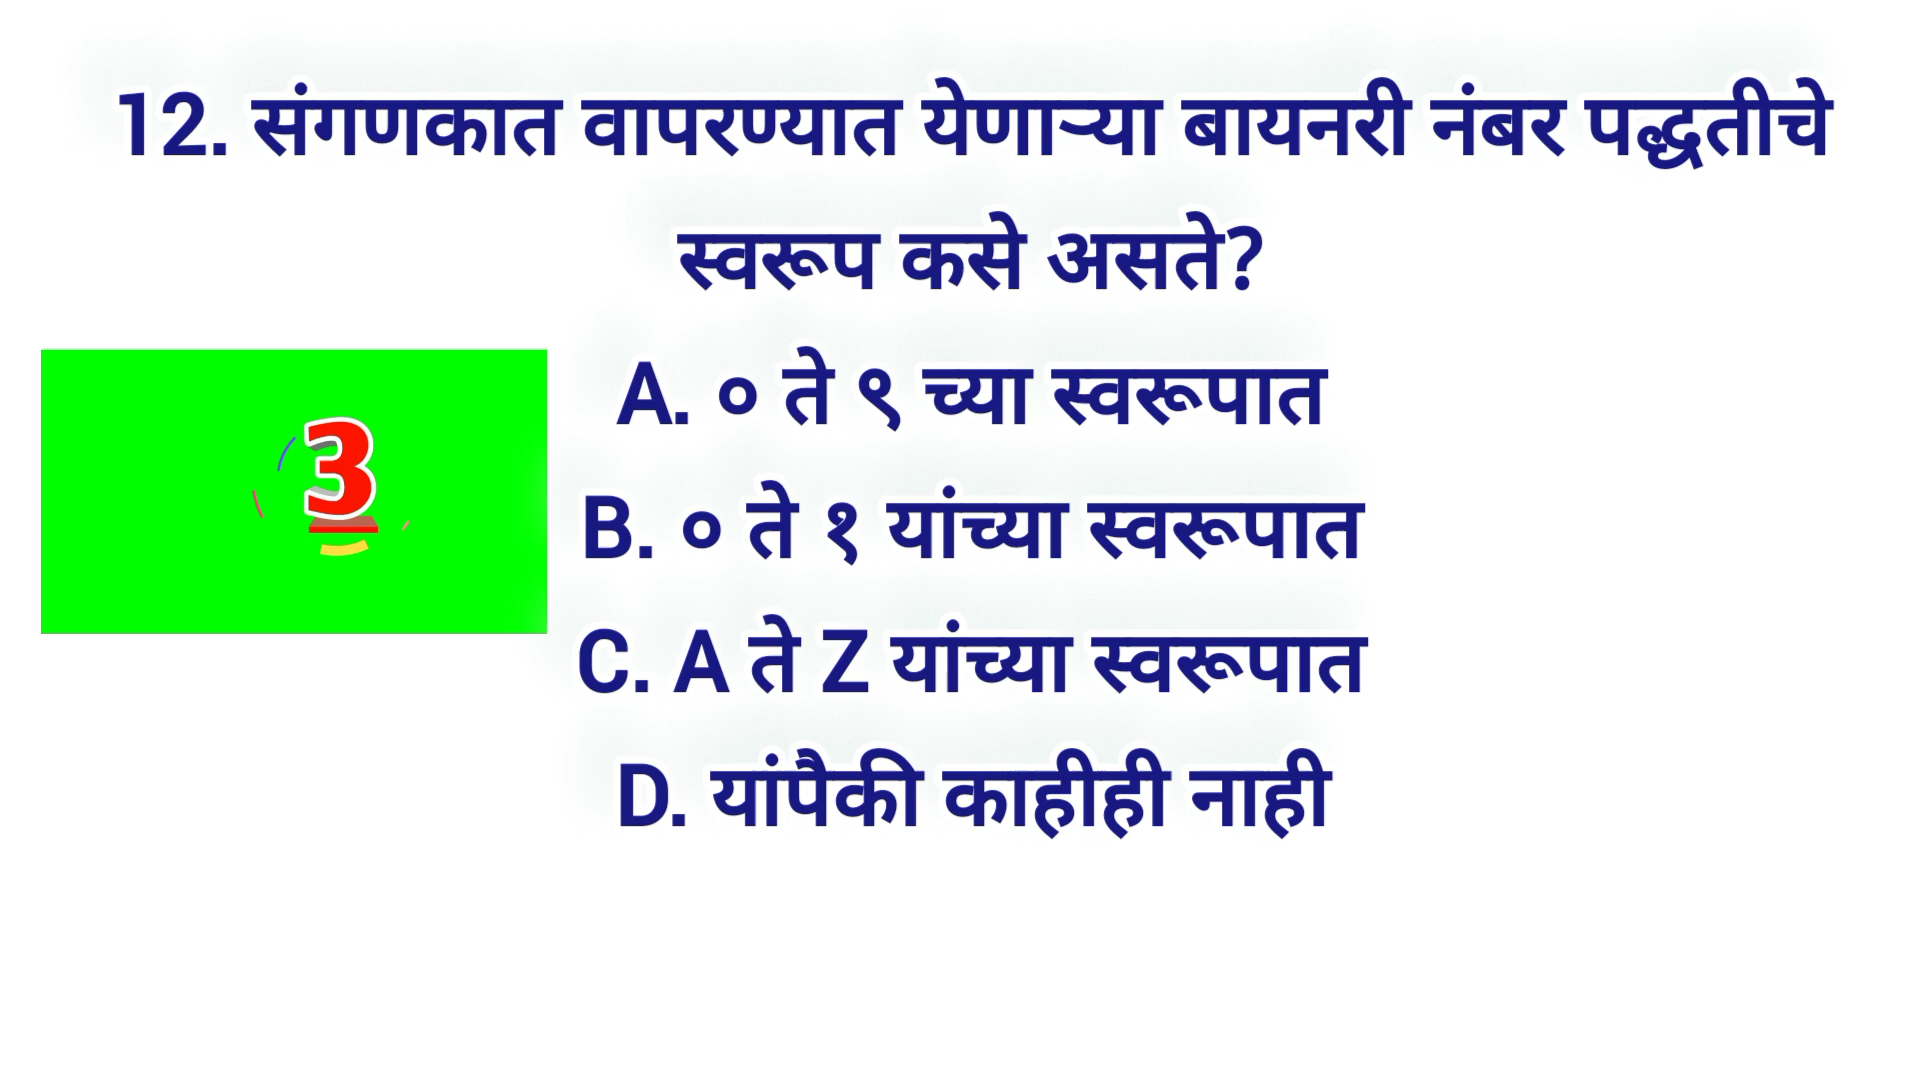 12. संगणकात वापरण्यात येणाऱ्या बायनरी नंबर पद्धतीचे
स्वरूप कसे असते?
A. ० ते ९ च्या स्वरूपात
3
B. ० ते १ यांच्या स्वरूपात
C. A ते Z यांच्या स्वरूपात
D. यांपैकी काहीही नाही